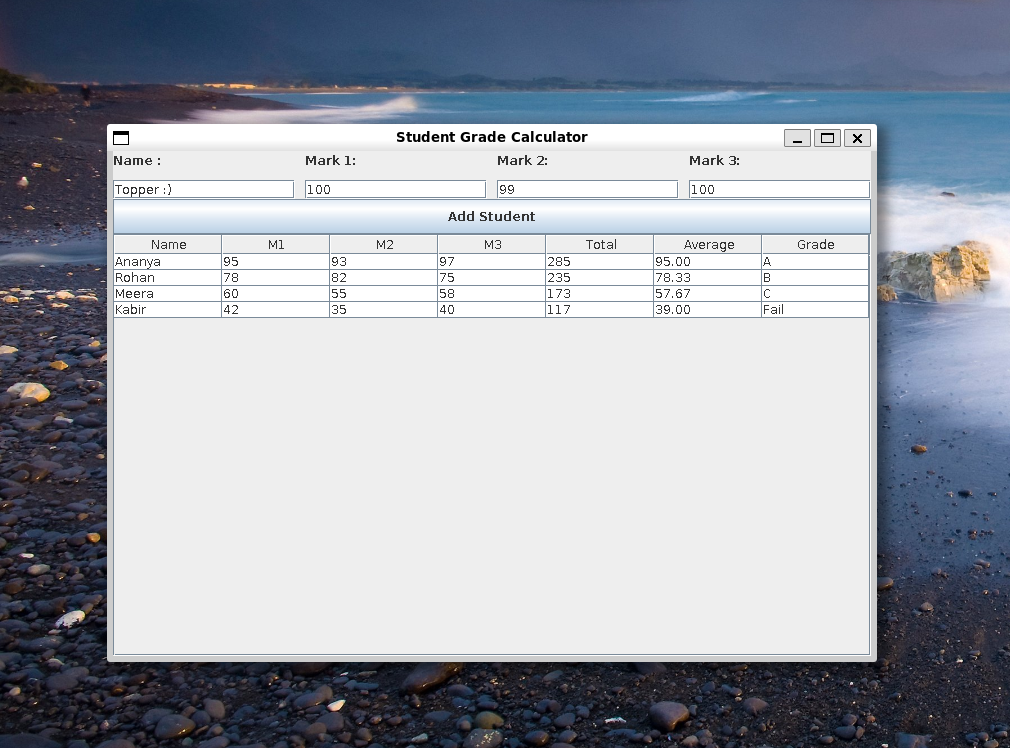 Student Grade Calculator
Name : Mark 1: Mark 2: Mark 3:
Topper :) 100 99 100
Add Student
Name M1 M2 M3 Total Average Grade
Ananya 95 93 97 285 95.00 A
Rohan 78 82 75 235 78.33 B
Meera 60 55 58 173 57.67 C
Kabir 42 35 40 117 39.00 Fail